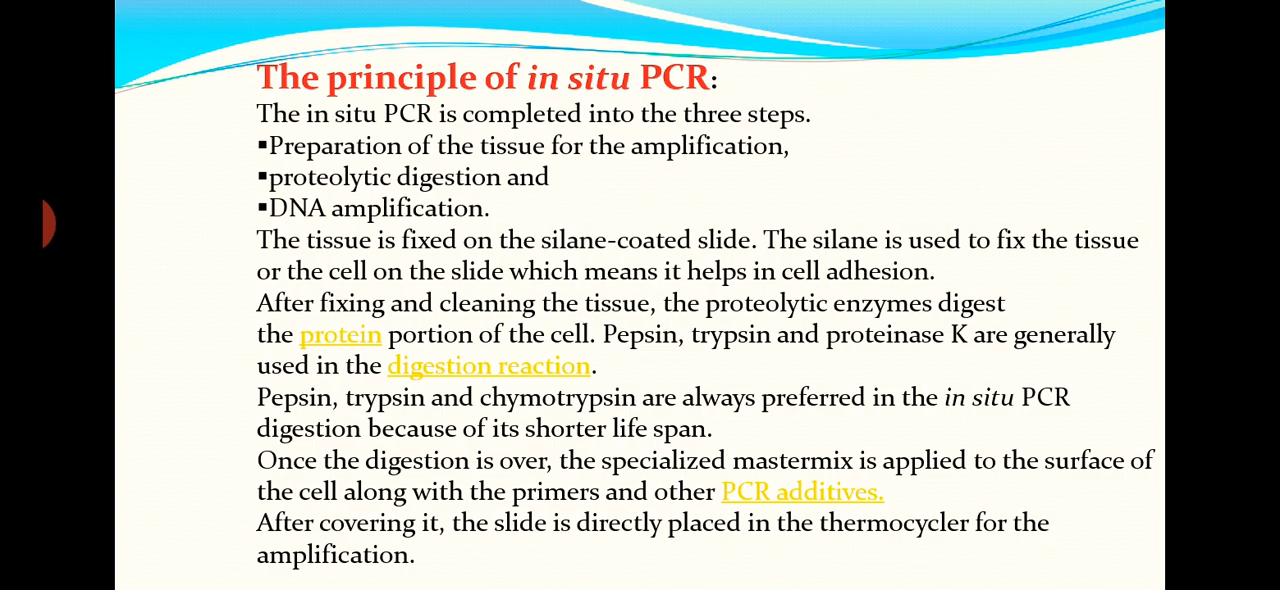 The principle of in situ PCR:
The in situ PCR is completed into the three steps.
▪Preparation of the tissue for the amplification,
▪proteolytic digestion and
▪DNA amplification.
The tissue is fixed on the silane-coated slide. The silane is used to fix the tissue
or the cell on the slide which means it helps in cell adhesion.
After fixing and cleaning the tissue, the proteolytic enzymes digest
the protein portion of the cell. Pepsin, trypsin and proteinase K are generally
used in the digestion reaction.
Pepsin, trypsin and chymotrypsin are always preferred in the in situ PCR
digestion because of its shorter life span.
Once the digestion is over, the specialized mastermix is applied to the surface of
the cell along with the primers and other PCR additives.
After covering it, the slide is directly placed in the thermocycler for the
amplification.